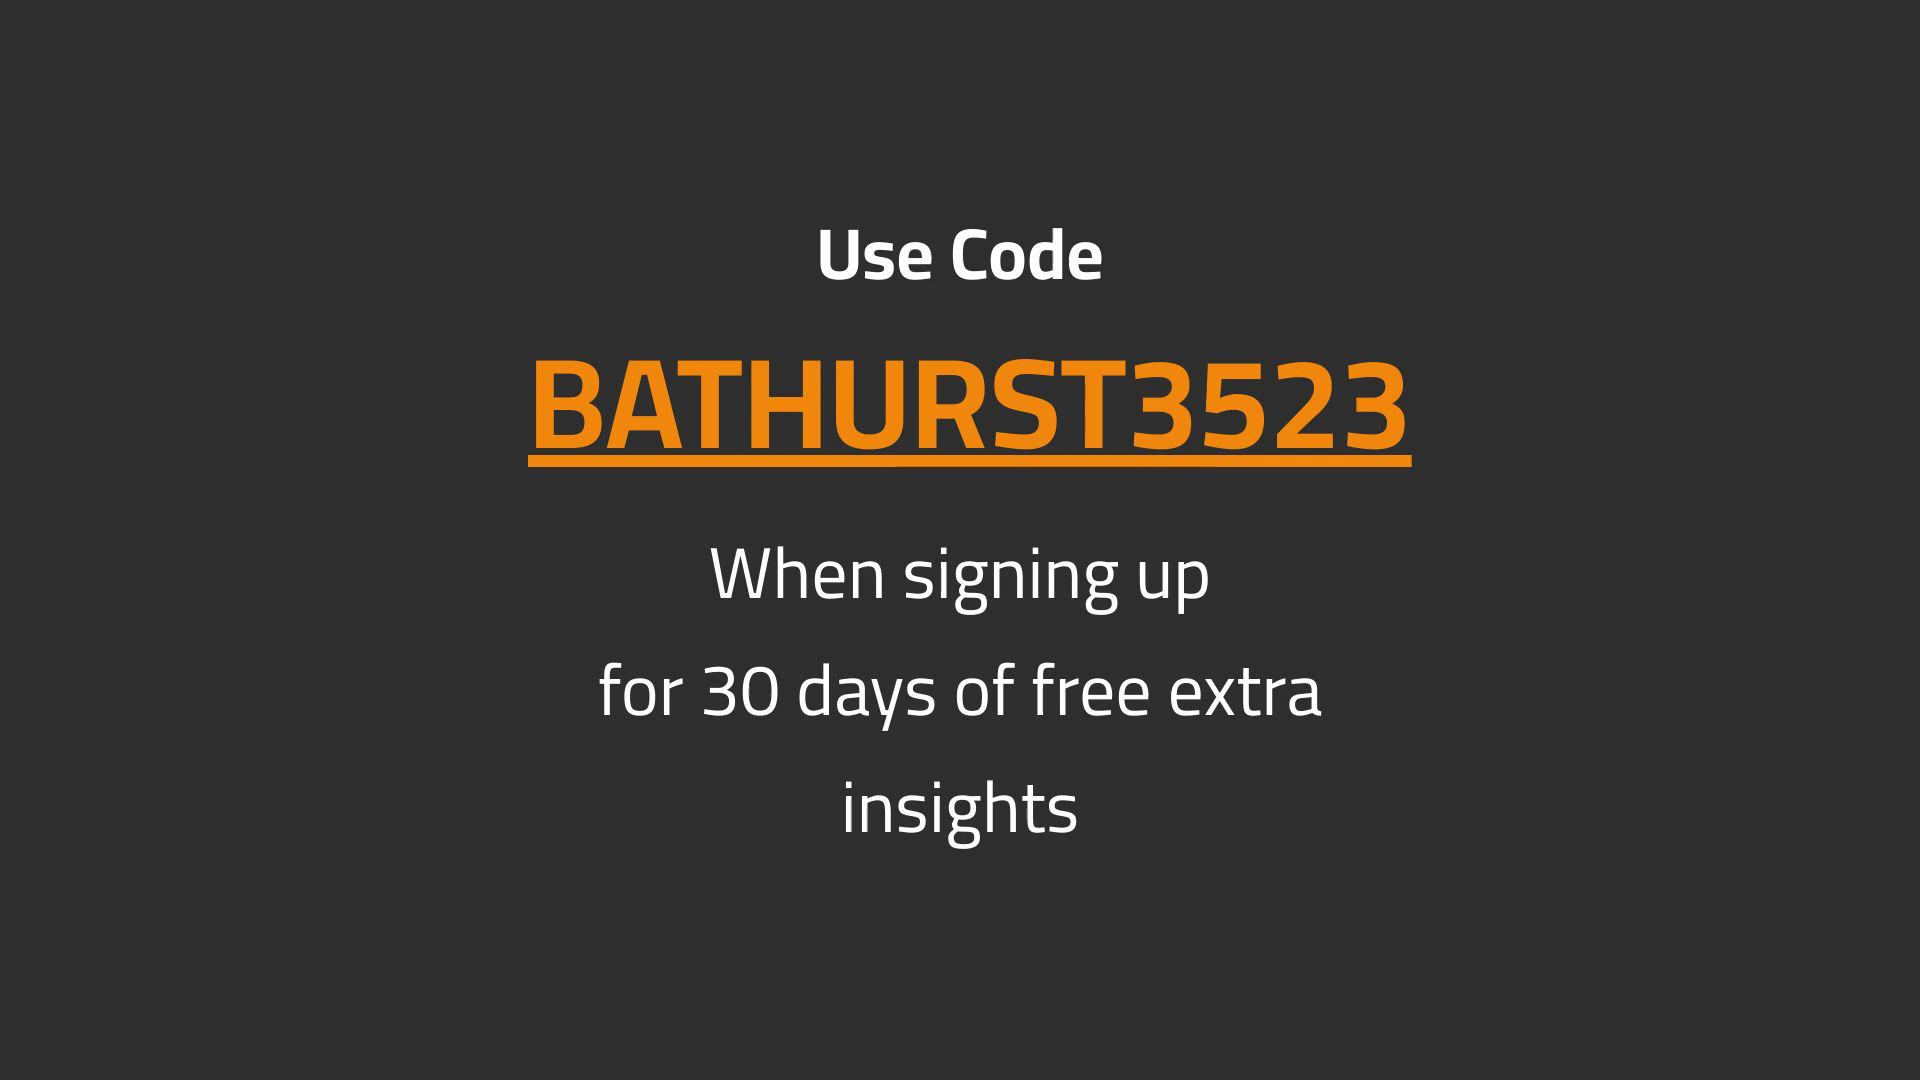 Use Code
BATHURST3523
When signing up
for 30 days of free extra
insights